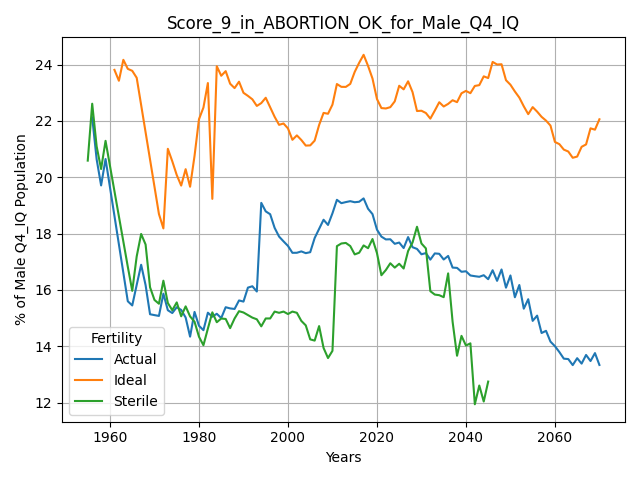 Score_9_in_ABORTION_OK_for_Male_Q4_IQ
% of Male Q4_IQ Population
24
22
20
18
16
14
12
Fertility
Actual
Ideal
Sterile
1960 1980 2000 2020 2040 2060
Years